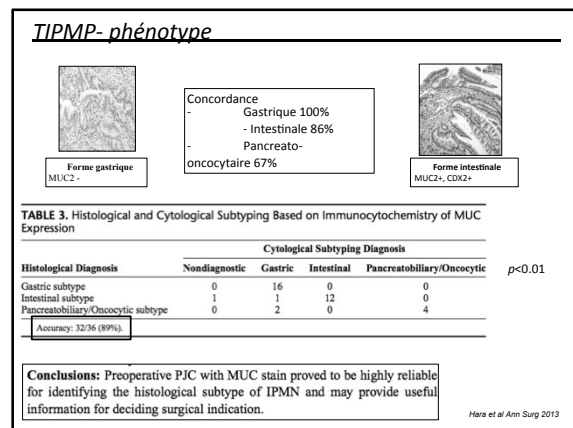 TIPMP- phénotype
Concordance
- Gastrique 100%
- Intestinale 86%
- Pancreato-
oncocytaire 67%
Forme gastrique
MUC2 -
Forme intestinale
MUC2+, CDX2+
TABLE 3. Histological and Cytological Subtyping Based on Immunocytochemistry of MUC
Expression
Cytological Subtyping Diagnosis
Histological Diagnosis Nondiagnostic Gastric Intestinal Pancreatobiliary/Oncocytic
Gastric subtype 0 16 0 0
Intestinal subtype 1 1 12 0
Pancreatobiliary/Oncocytic subtype 0 2 0 4
Accuracy: 32/36 (89%).
p<0.01
Conclusions: Preoperative PJC with MUC stain proved to be highly reliable
for identifying the histological subtype of IPMN and may provide useful
information for deciding surgical indication.
Hara et al Ann Surg 2013